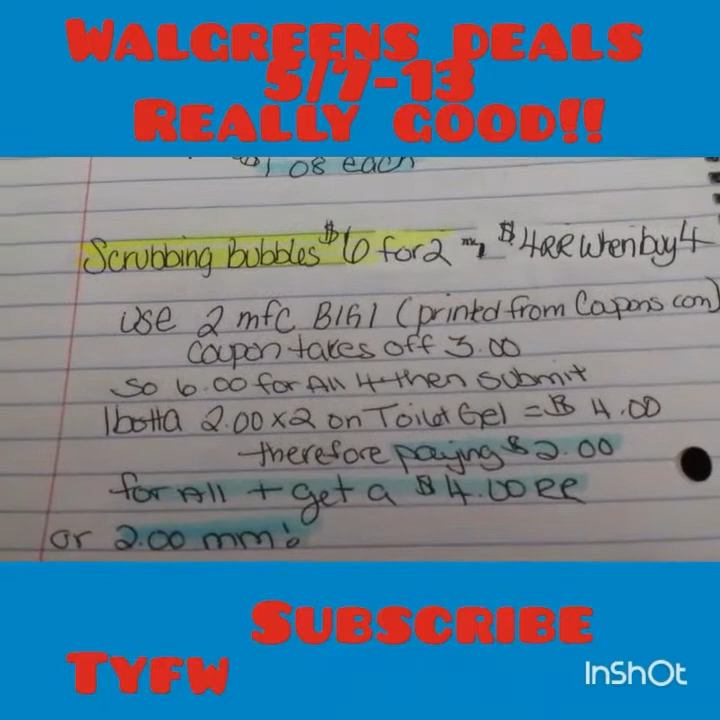 WALGREENS DEALS
5/7-13
REALLY GOOD!!
$1 08 each
Scrubbing Bubbles $6 for 2 $4RR when buy 4
use 2 mfc B1G1 (printed from Coupons com)
coupon takes off 3.00
so 6.00 for All 4 then submit
Ibotta 2.00 x 2 on Toilet Gel = $ 4.00
therefore paying $2.00
for All + get a $4.00 RR
or 2.00 mm!
SUBSCRIBE
TYFW
InShOt